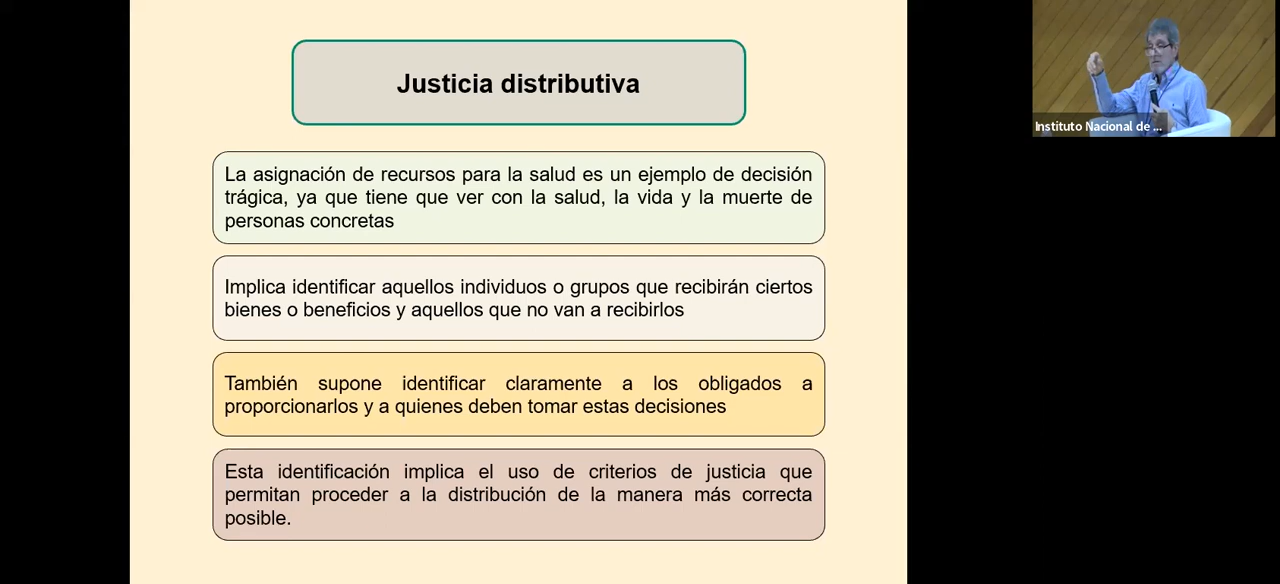 Justicia distributiva
Instituto Nacional de ...
La asignación de recursos para la salud es un ejemplo de decisión
trágica, ya que tiene que ver con la salud, la vida y la muerte de
personas concretas
Implica identificar aquellos individuos o grupos que recibirán ciertos
bienes o beneficios y aquellos que no van a recibirlos
También supone identificar claramente a los obligados a
proporcionarlos y a quienes deben tomar estas decisiones
Esta identificación implica el uso de criterios de justicia que
permitan proceder a la distribución de la manera más correcta
posible.